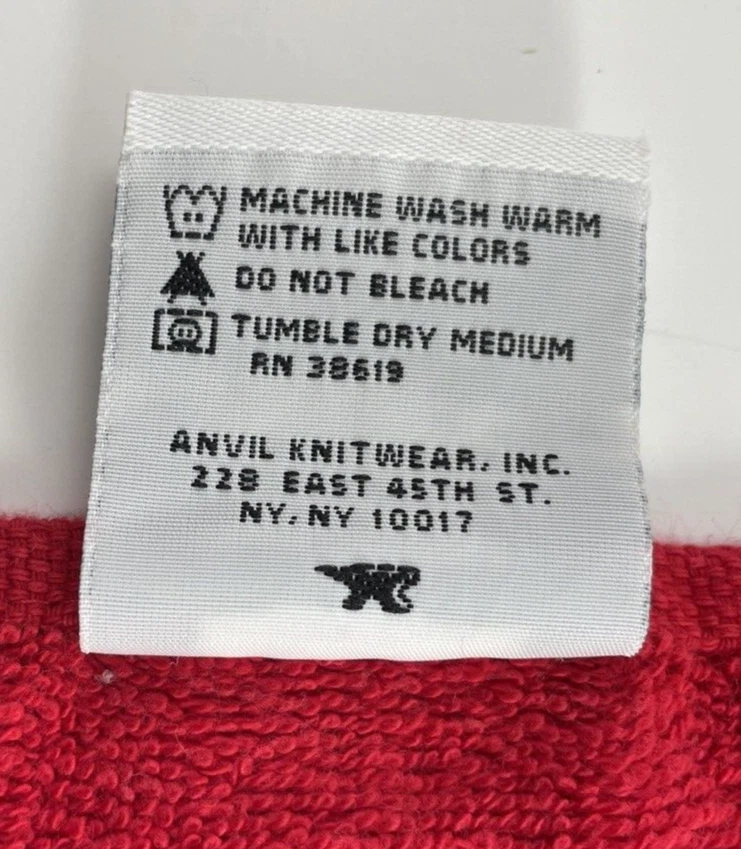 MACHINE WASH WARM
WITH LIKE COLORS
DO NOT BLEACH
TUMBLE DRY MEDIUM
RN 38619
ANVIL KNITWEAR, INC.
228 EAST 45TH ST.
NY, NY 10017